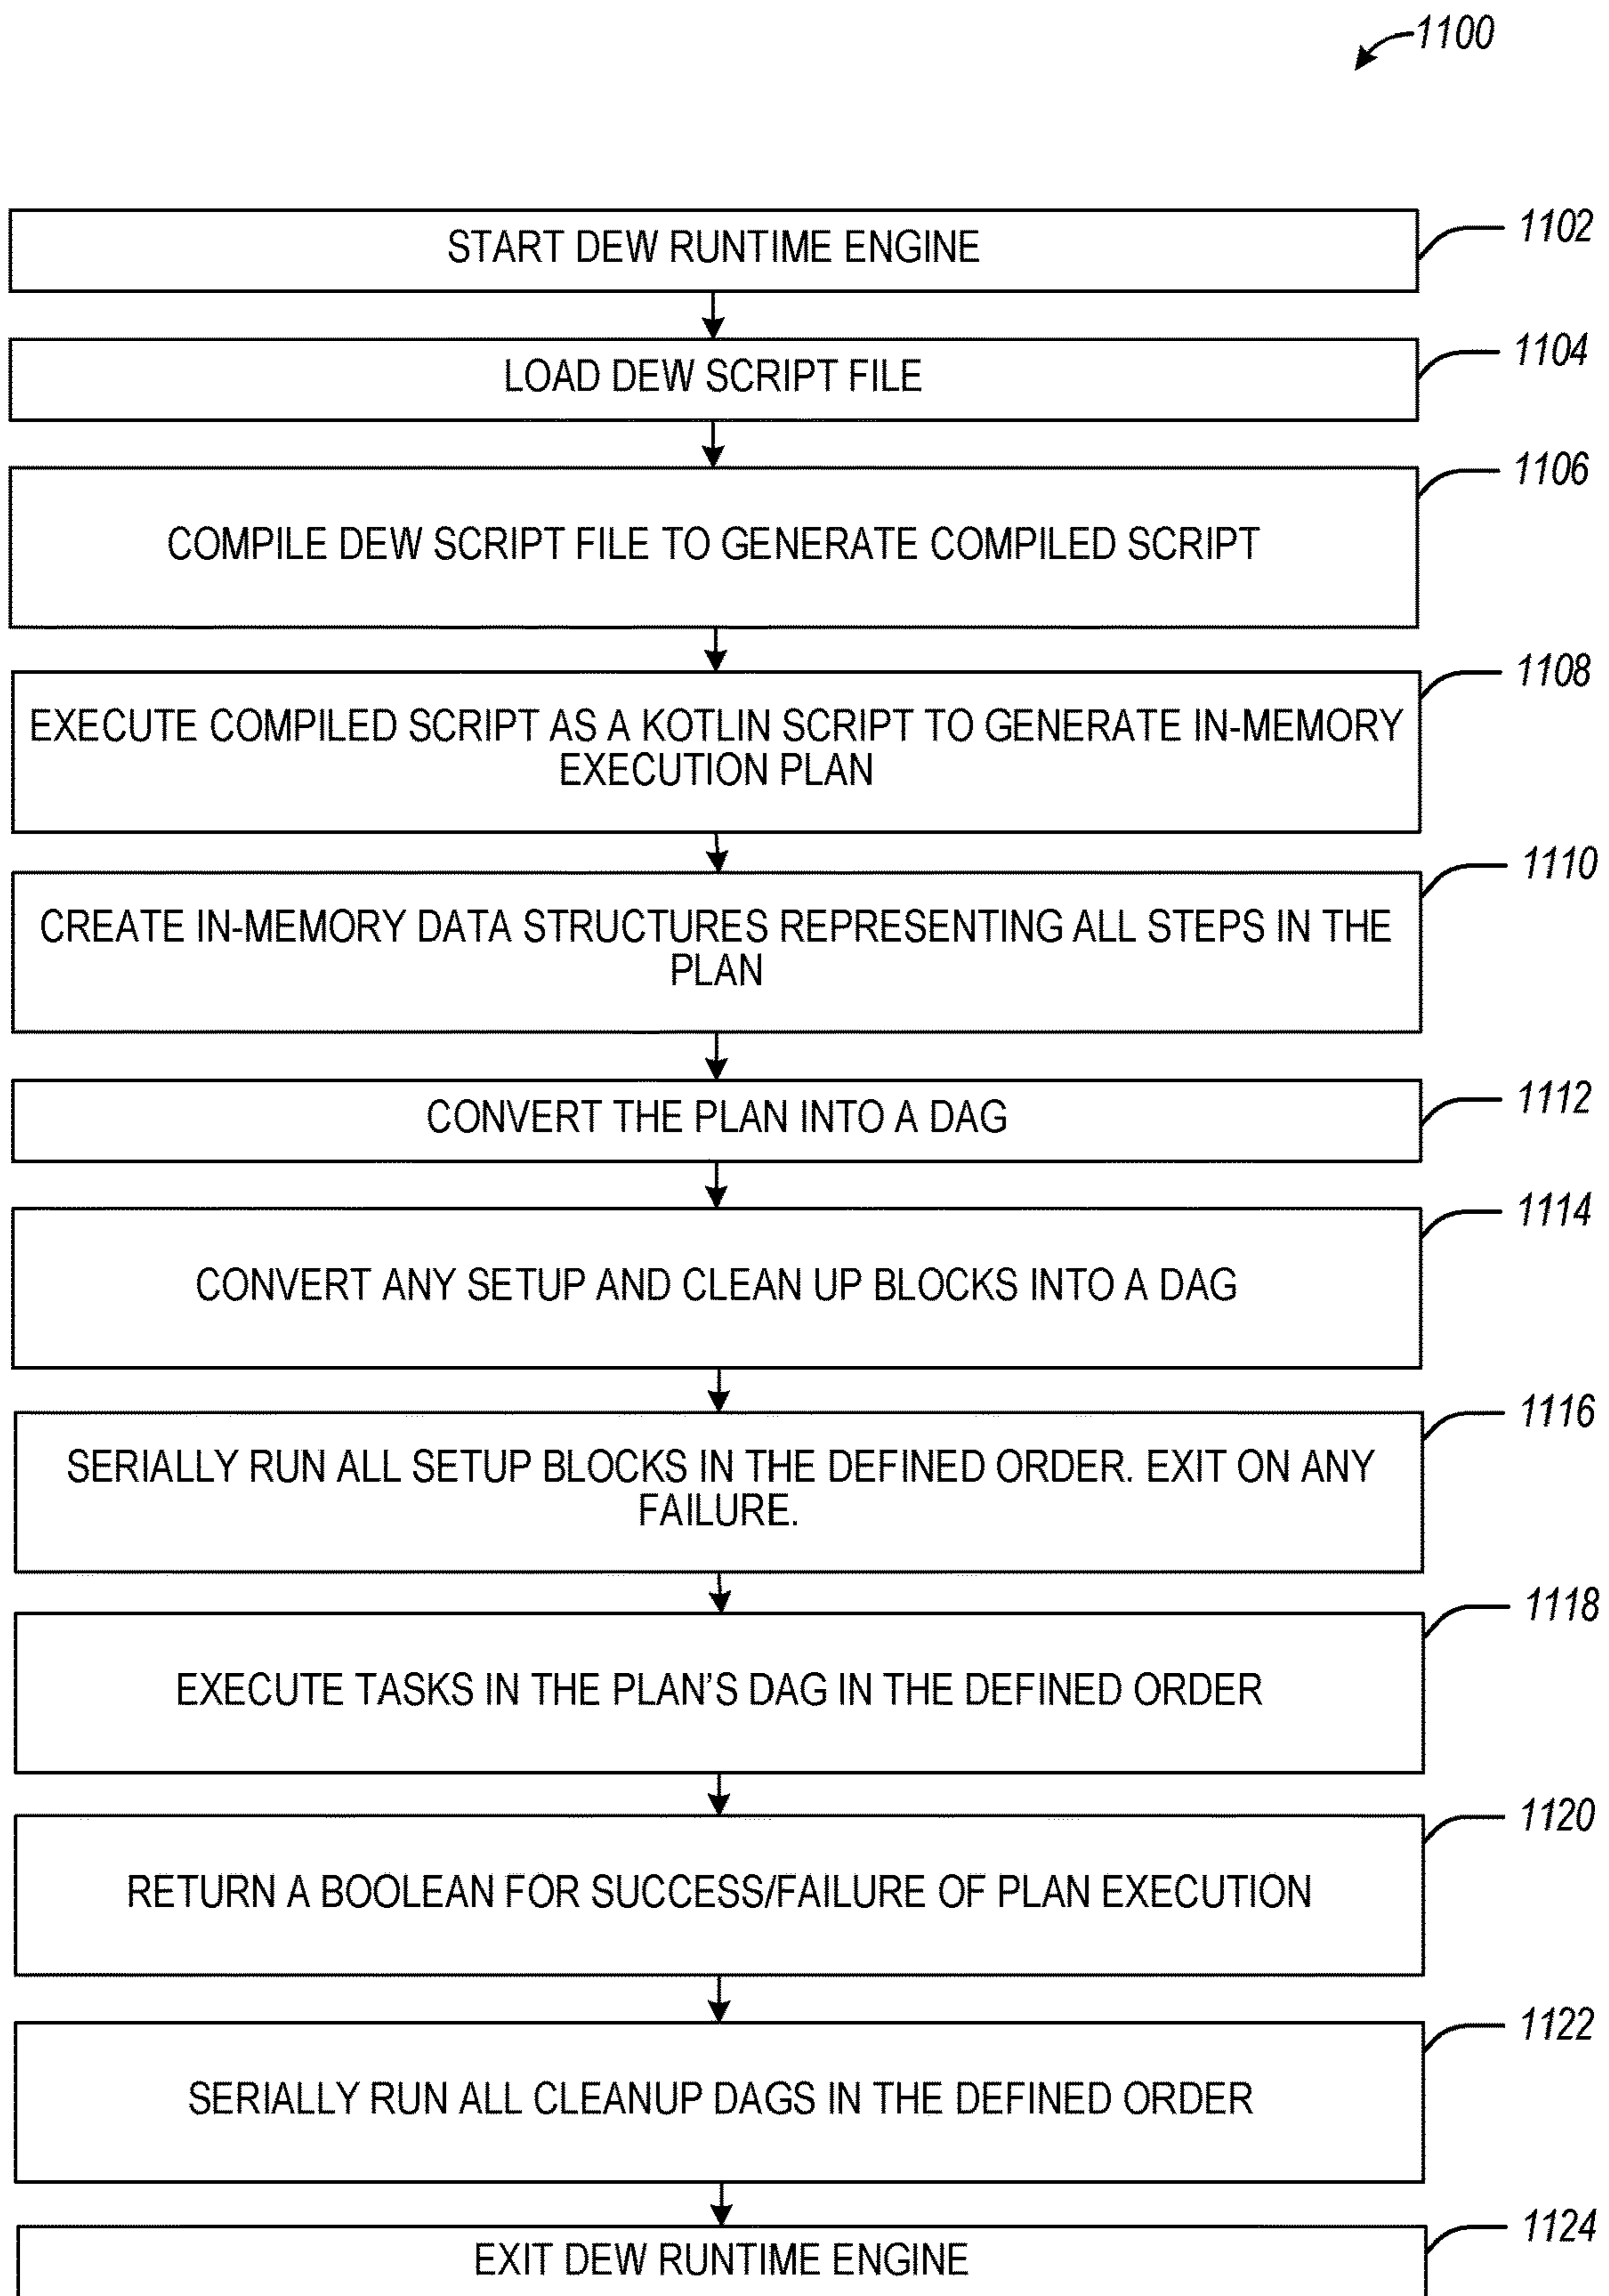 1100
START DEW RUNTIME ENGINE
1102
LOAD DEW SCRIPT FILE
1104
COMPILE DEW SCRIPT FILE TO GENERATE COMPILED SCRIPT
1106
EXECUTE COMPILED SCRIPT AS A KOTLIN SCRIPT TO GENERATE IN-MEMORY
EXECUTION PLAN
1108
CREATE IN-MEMORY DATA STRUCTURES REPRESENTING ALL STEPS IN THE
PLAN
1110
CONVERT THE PLAN INTO A DAG
1112
CONVERT ANY SETUP AND CLEAN UP BLOCKS INTO A DAG
1114
SERIALLY RUN ALL SETUP BLOCKS IN THE DEFINED ORDER. EXIT ON ANY
FAILURE.
1116
EXECUTE TASKS IN THE PLAN'S DAG IN THE DEFINED ORDER
1118
RETURN A BOOLEAN FOR SUCCESS/FAILURE OF PLAN EXECUTION
1120
SERIALLY RUN ALL CLEANUP DAGS IN THE DEFINED ORDER
1122
EXIT DEW RUNTIME ENGINE
1124